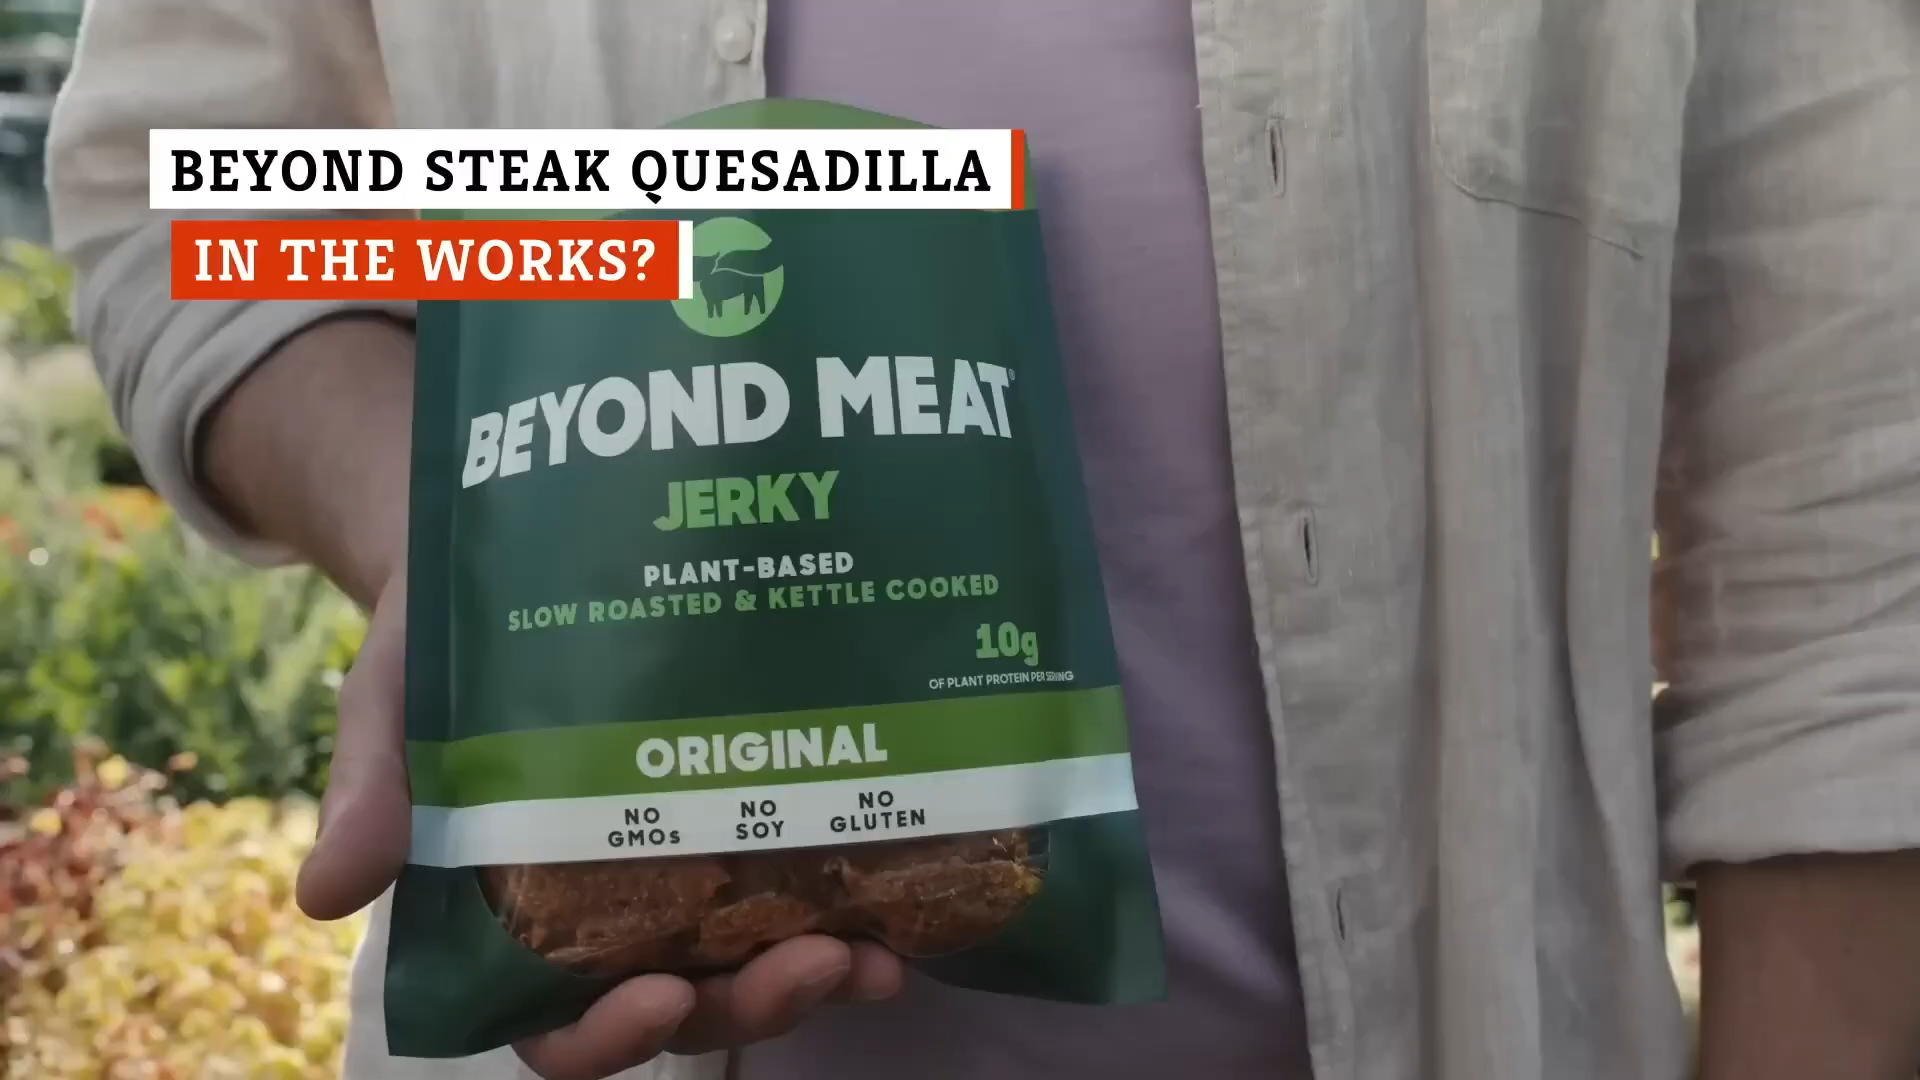 BEYOND STEAK QUESADILLA
IN THE WORKS?
BEYOND MEAT®
JERKY
PLANT-BASED
SLOW ROASTED & KETTLE COOKED
10g
OF PLANT PROTEIN PER SERVING
ORIGINAL
NO GMOs
NO SOY
NO GLUTEN